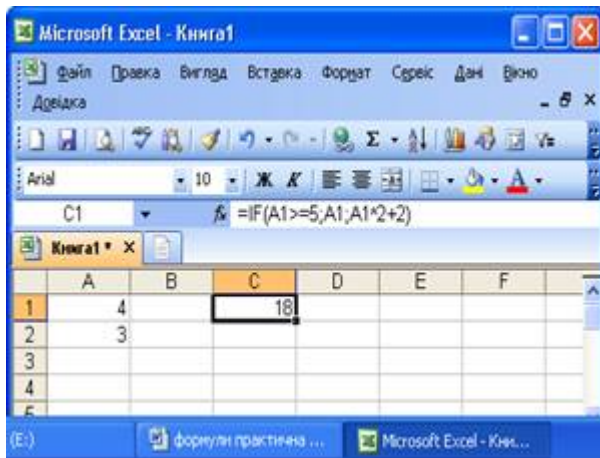 Microsoft Excel - Книга1
Файл Правка Вигляд Вставка Формат Сервіс Дані Вікно
Довідка
Arial 10 Ж К
C1 fx =IF(A1>=5;A1;A1^2+2)
Книга1 *
A B C D E F
1 4 18
2 3
3
4
5
(E:) формули практична ... Microsoft Excel - Кни...